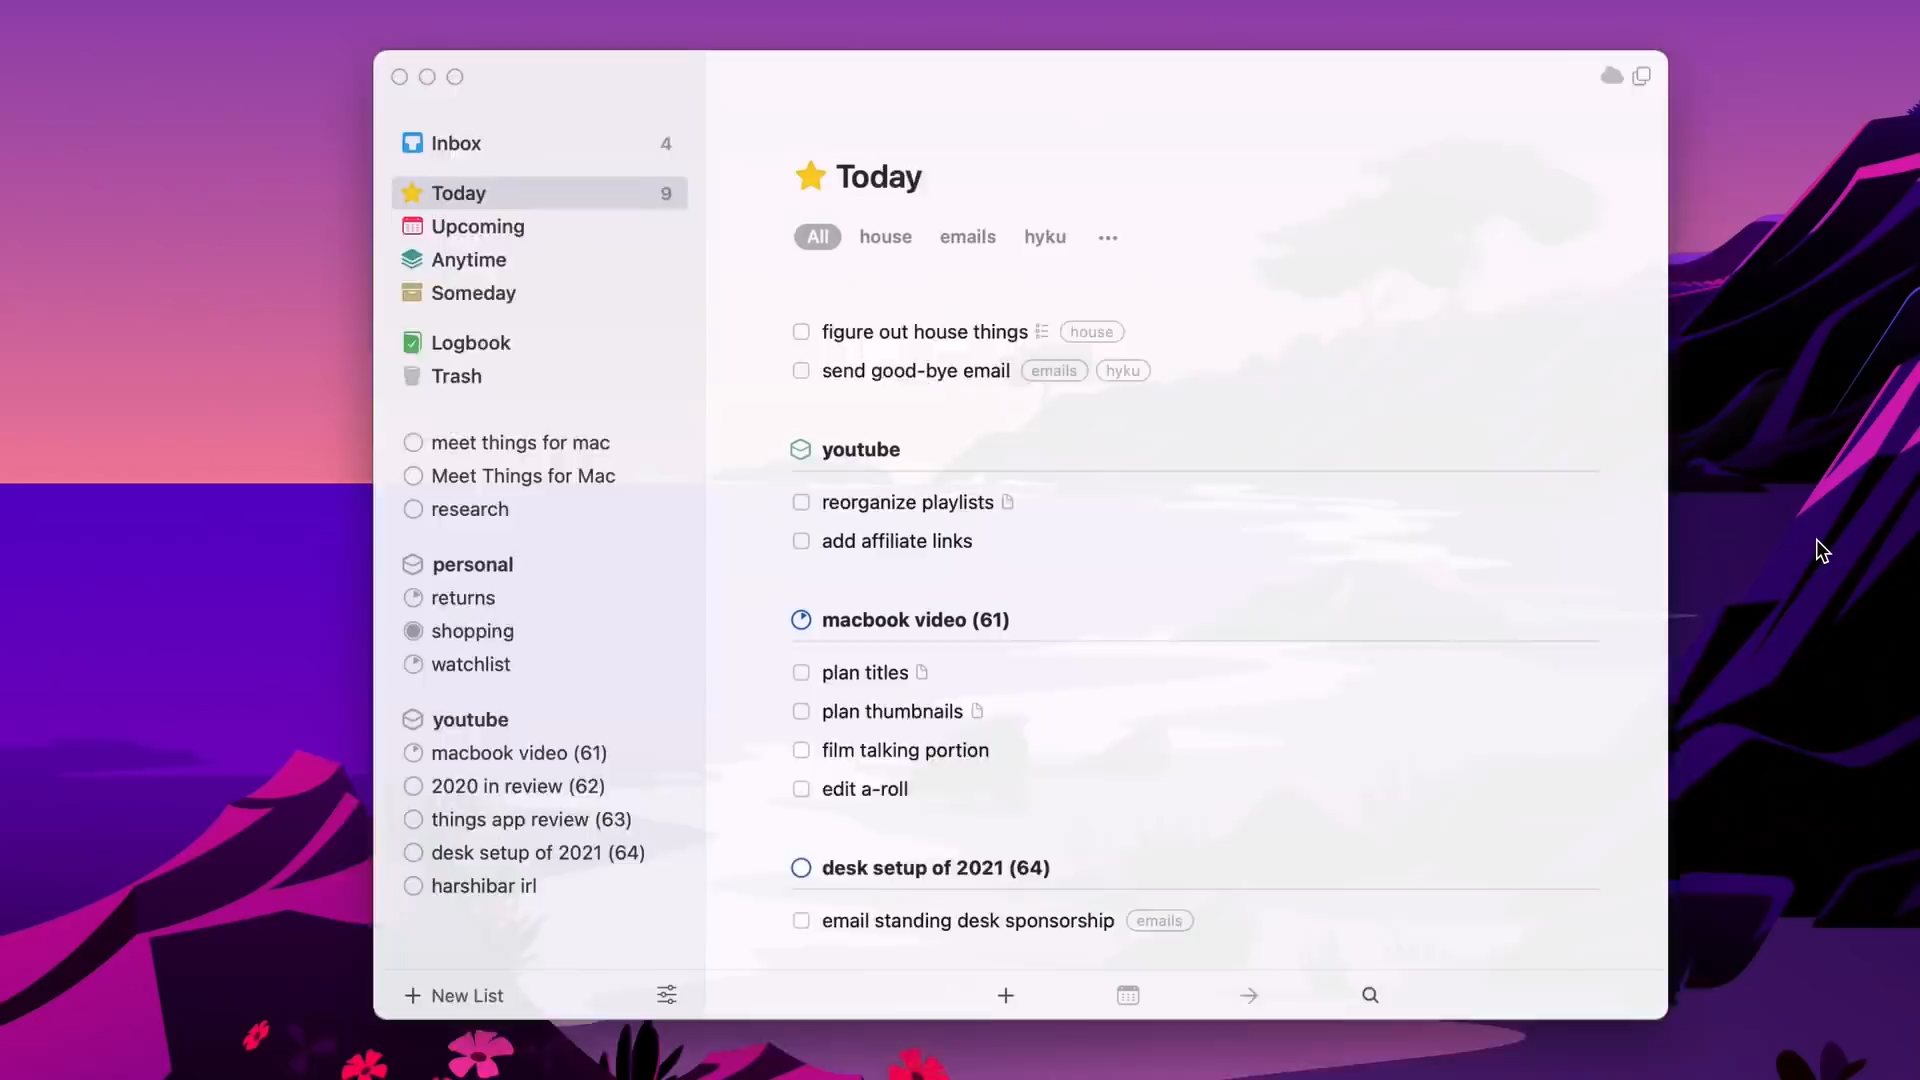 Inbox 4
Today 9
Upcoming
Anytime
Someday
Logbook
Trash
meet things for mac
Meet Things for Mac
research
personal
returns
shopping
watchlist
youtube
macbook video (61)
2020 in review (62)
things app review (63)
desk setup of 2021 (64)
harshibar irl
New List
Today
All house emails hyku
figure out house things house
send good-bye email emails hyku
youtube
reorganize playlists
add affiliate links
macbook video (61)
plan titles
plan thumbnails
film talking portion
edit a-roll
desk setup of 2021 (64)
email standing desk sponsorship emails